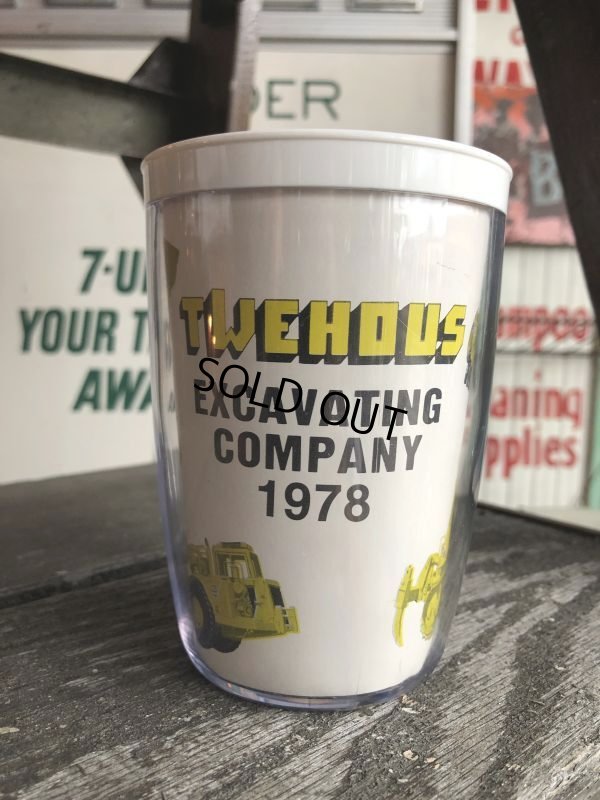 DER
7-U
YOUR T
AWA
TWEHOUS
EXCAVATING
COMPANY
1978
SOLD OUT
aning
pplies